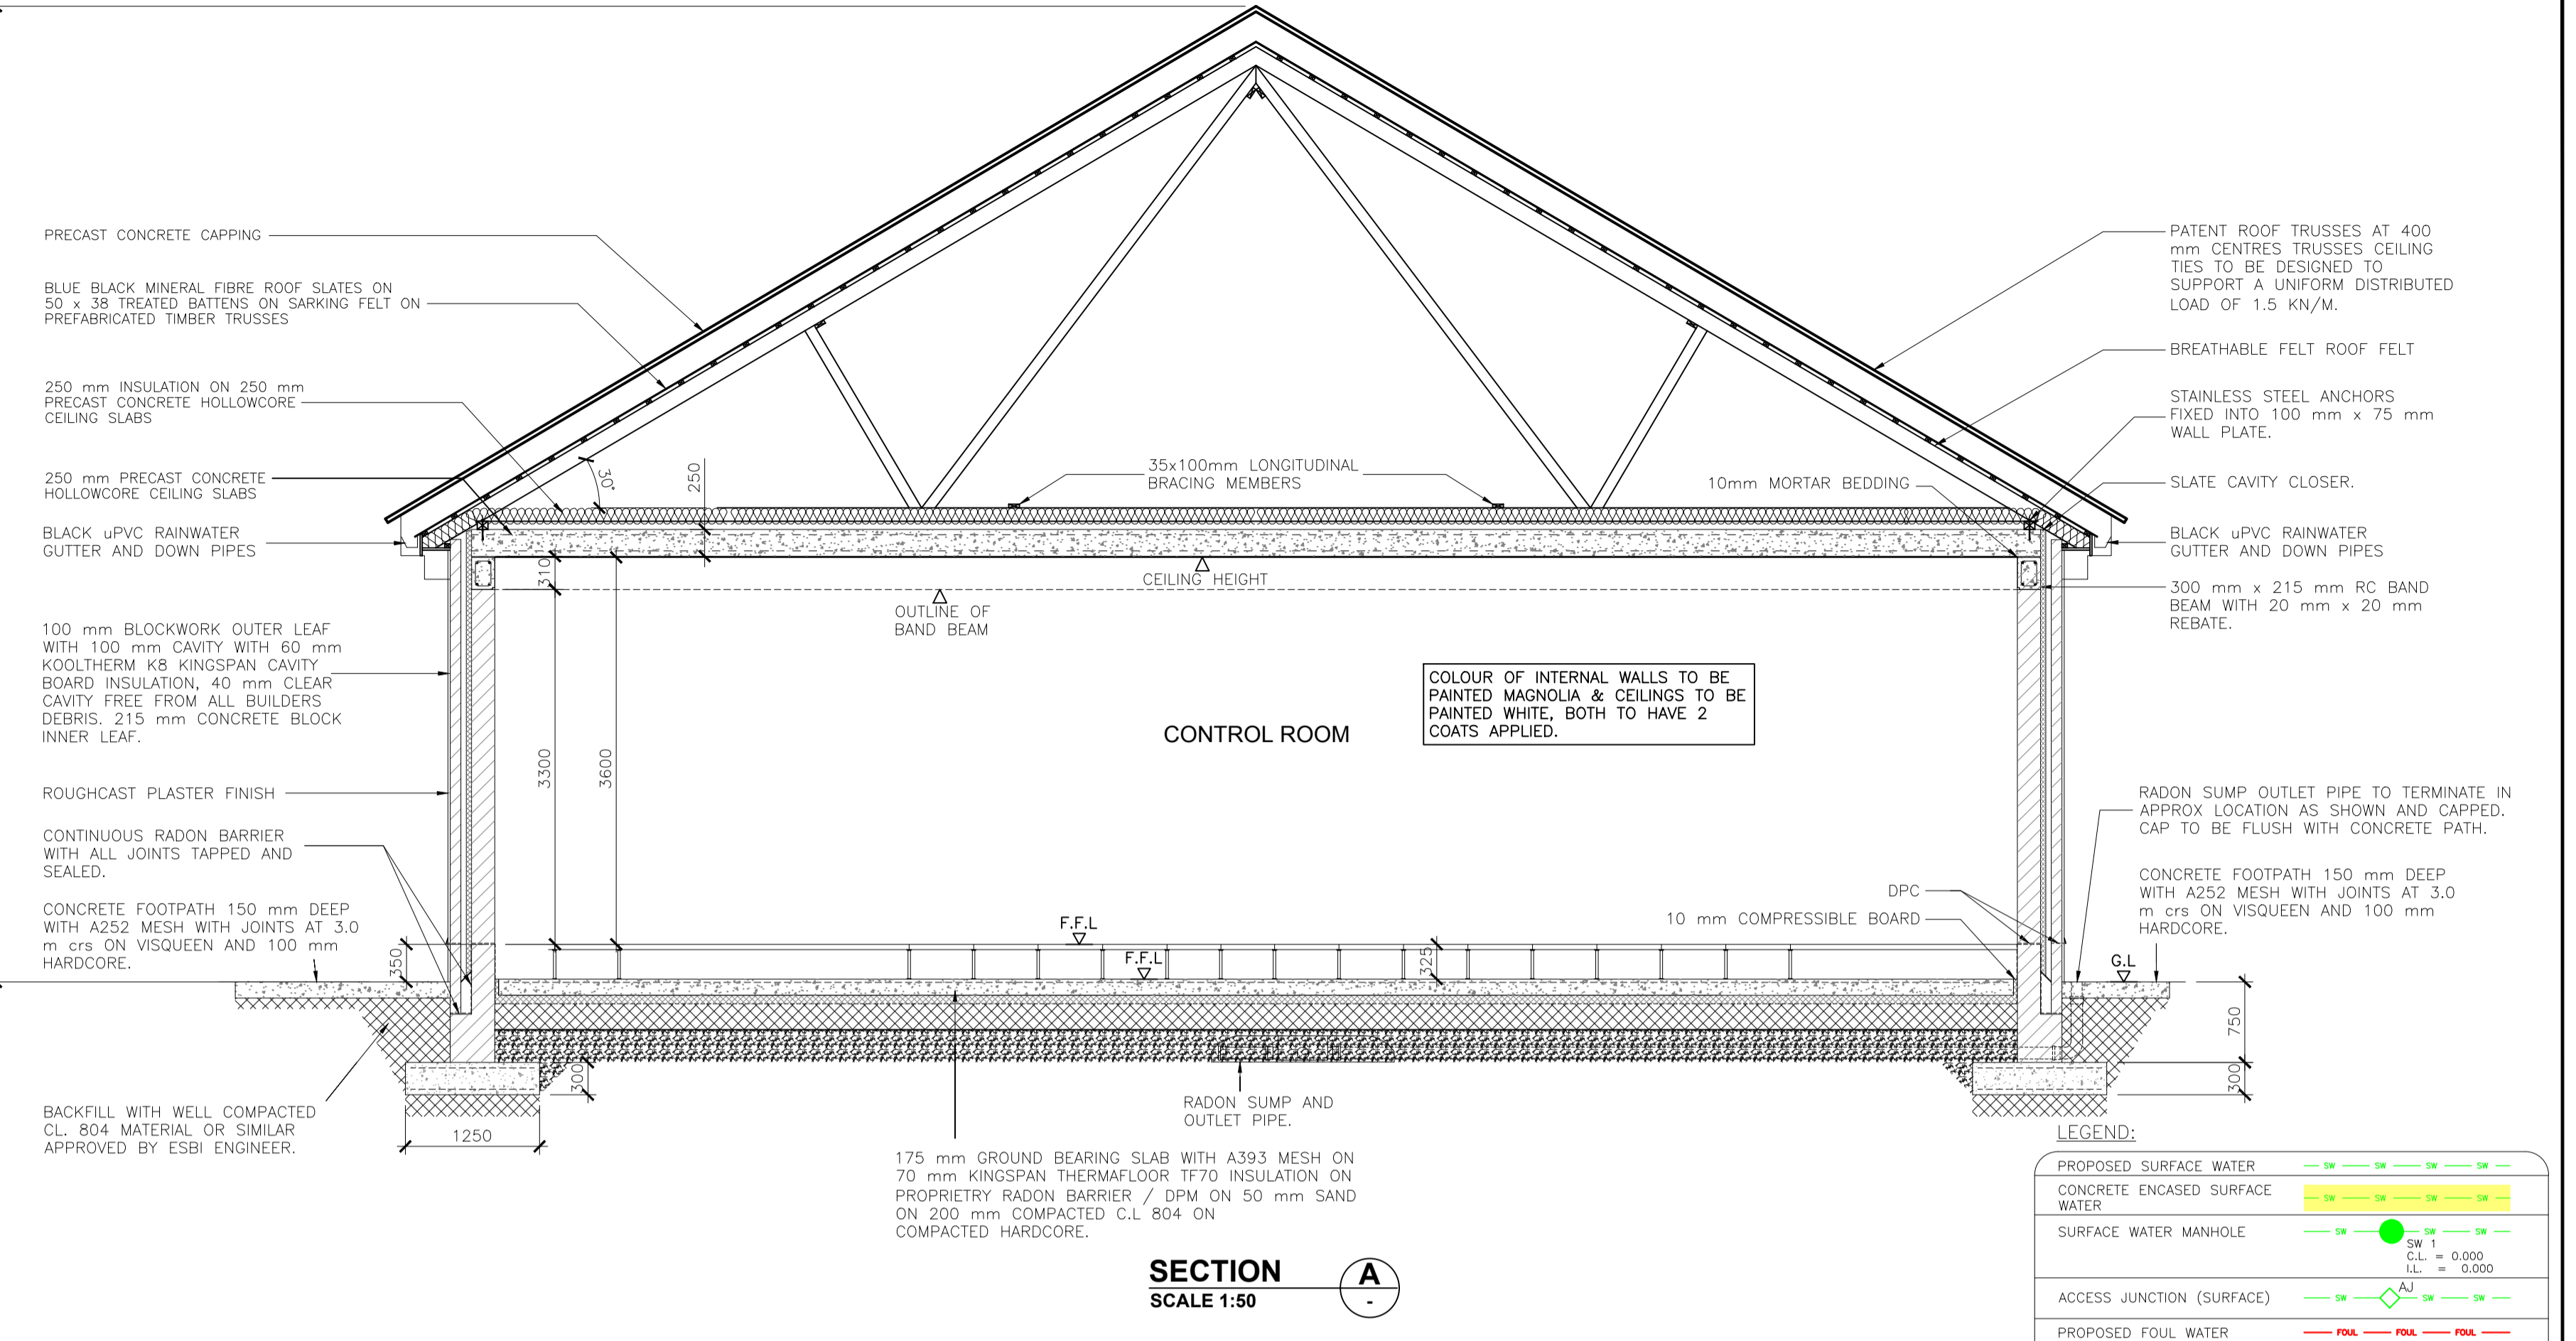 PRECAST CONCRETE CAPPING
BLUE BLACK MINERAL FIBRE ROOF SLATES ON
50 x 38 TREATED BATTENS ON SARKING FELT ON
PREFABRICATED TIMBER TRUSSES
250 mm INSULATION ON 250 mm
PRECAST CONCRETE HOLLOWCORE
CEILING SLABS
250 mm PRECAST CONCRETE
HOLLOWCORE CEILING SLABS
BLACK uPVC RAINWATER
GUTTER AND DOWN PIPES
100 mm BLOCKWORK OUTER LEAF
WITH 100 mm CAVITY WITH 60 mm
KOOLTHERM K8 KINGSPAN CAVITY
BOARD INSULATION, 40 mm CLEAR
CAVITY FREE FROM ALL BUILDERS
DEBRIS. 215 mm CONCRETE BLOCK
INNER LEAF.
ROUGHCAST PLASTER FINISH
CONTINUOUS RADON BARRIER
WITH ALL JOINTS TAPPED AND
SEALED.
CONCRETE FOOTPATH 150 mm DEEP
WITH A252 MESH WITH JOINTS AT 3.0
m crs ON VISQUEEN AND 100 mm
HARDCORE.
BACKFILL WITH WELL COMPACTED
CL. 804 MATERIAL OR SIMILAR
APPROVED BY ESBI ENGINEER.
30°
250
35x100mm LONGITUDINAL
BRACING MEMBERS
10mm MORTAR BEDDING
310
CEILING HEIGHT
OUTLINE OF
BAND BEAM
3300
3600
CONTROL ROOM
COLOUR OF INTERNAL WALLS TO BE
PAINTED MAGNOLIA & CEILINGS TO BE
PAINTED WHITE, BOTH TO HAVE 2
COATS APPLIED.
DPC
10 mm COMPRESSIBLE BOARD
F.F.L
F.F.L
325
350
300
1250
RADON SUMP AND
OUTLET PIPE.
175 mm GROUND BEARING SLAB WITH A393 MESH ON
70 mm KINGSPAN THERMAFLOOR TF70 INSULATION ON
PROPRIETRY RADON BARRIER / DPM ON 50 mm SAND
ON 200 mm COMPACTED C.L 804 ON
COMPACTED HARDCORE.
SECTION
SCALE 1:50
A
-
PATENT ROOF TRUSSES AT 400
mm CENTRES TRUSSES CEILING
TIES TO BE DESIGNED TO
SUPPORT A UNIFORM DISTRIBUTED
LOAD OF 1.5 KN/M.
BREATHABLE FELT ROOF FELT
STAINLESS STEEL ANCHORS
FIXED INTO 100 mm x 75 mm
WALL PLATE.
SLATE CAVITY CLOSER.
BLACK uPVC RAINWATER
GUTTER AND DOWN PIPES
300 mm x 215 mm RC BAND
BEAM WITH 20 mm x 20 mm
REBATE.
RADON SUMP OUTLET PIPE TO TERMINATE IN
APPROX LOCATION AS SHOWN AND CAPPED.
CAP TO BE FLUSH WITH CONCRETE PATH.
CONCRETE FOOTPATH 150 mm DEEP
WITH A252 MESH WITH JOINTS AT 3.0
m crs ON VISQUEEN AND 100 mm
HARDCORE.
G.L
750
300
LEGEND:
PROPOSED SURFACE WATER
SW SW SW SW
CONCRETE ENCASED SURFACE
WATER
SW SW SW SW
SURFACE WATER MANHOLE
SW SW SW
SW 1
C.L. = 0.000
I.L. = 0.000
ACCESS JUNCTION (SURFACE)
AJ
SW SW SW
PROPOSED FOUL WATER
FOUL FOUL FOUL